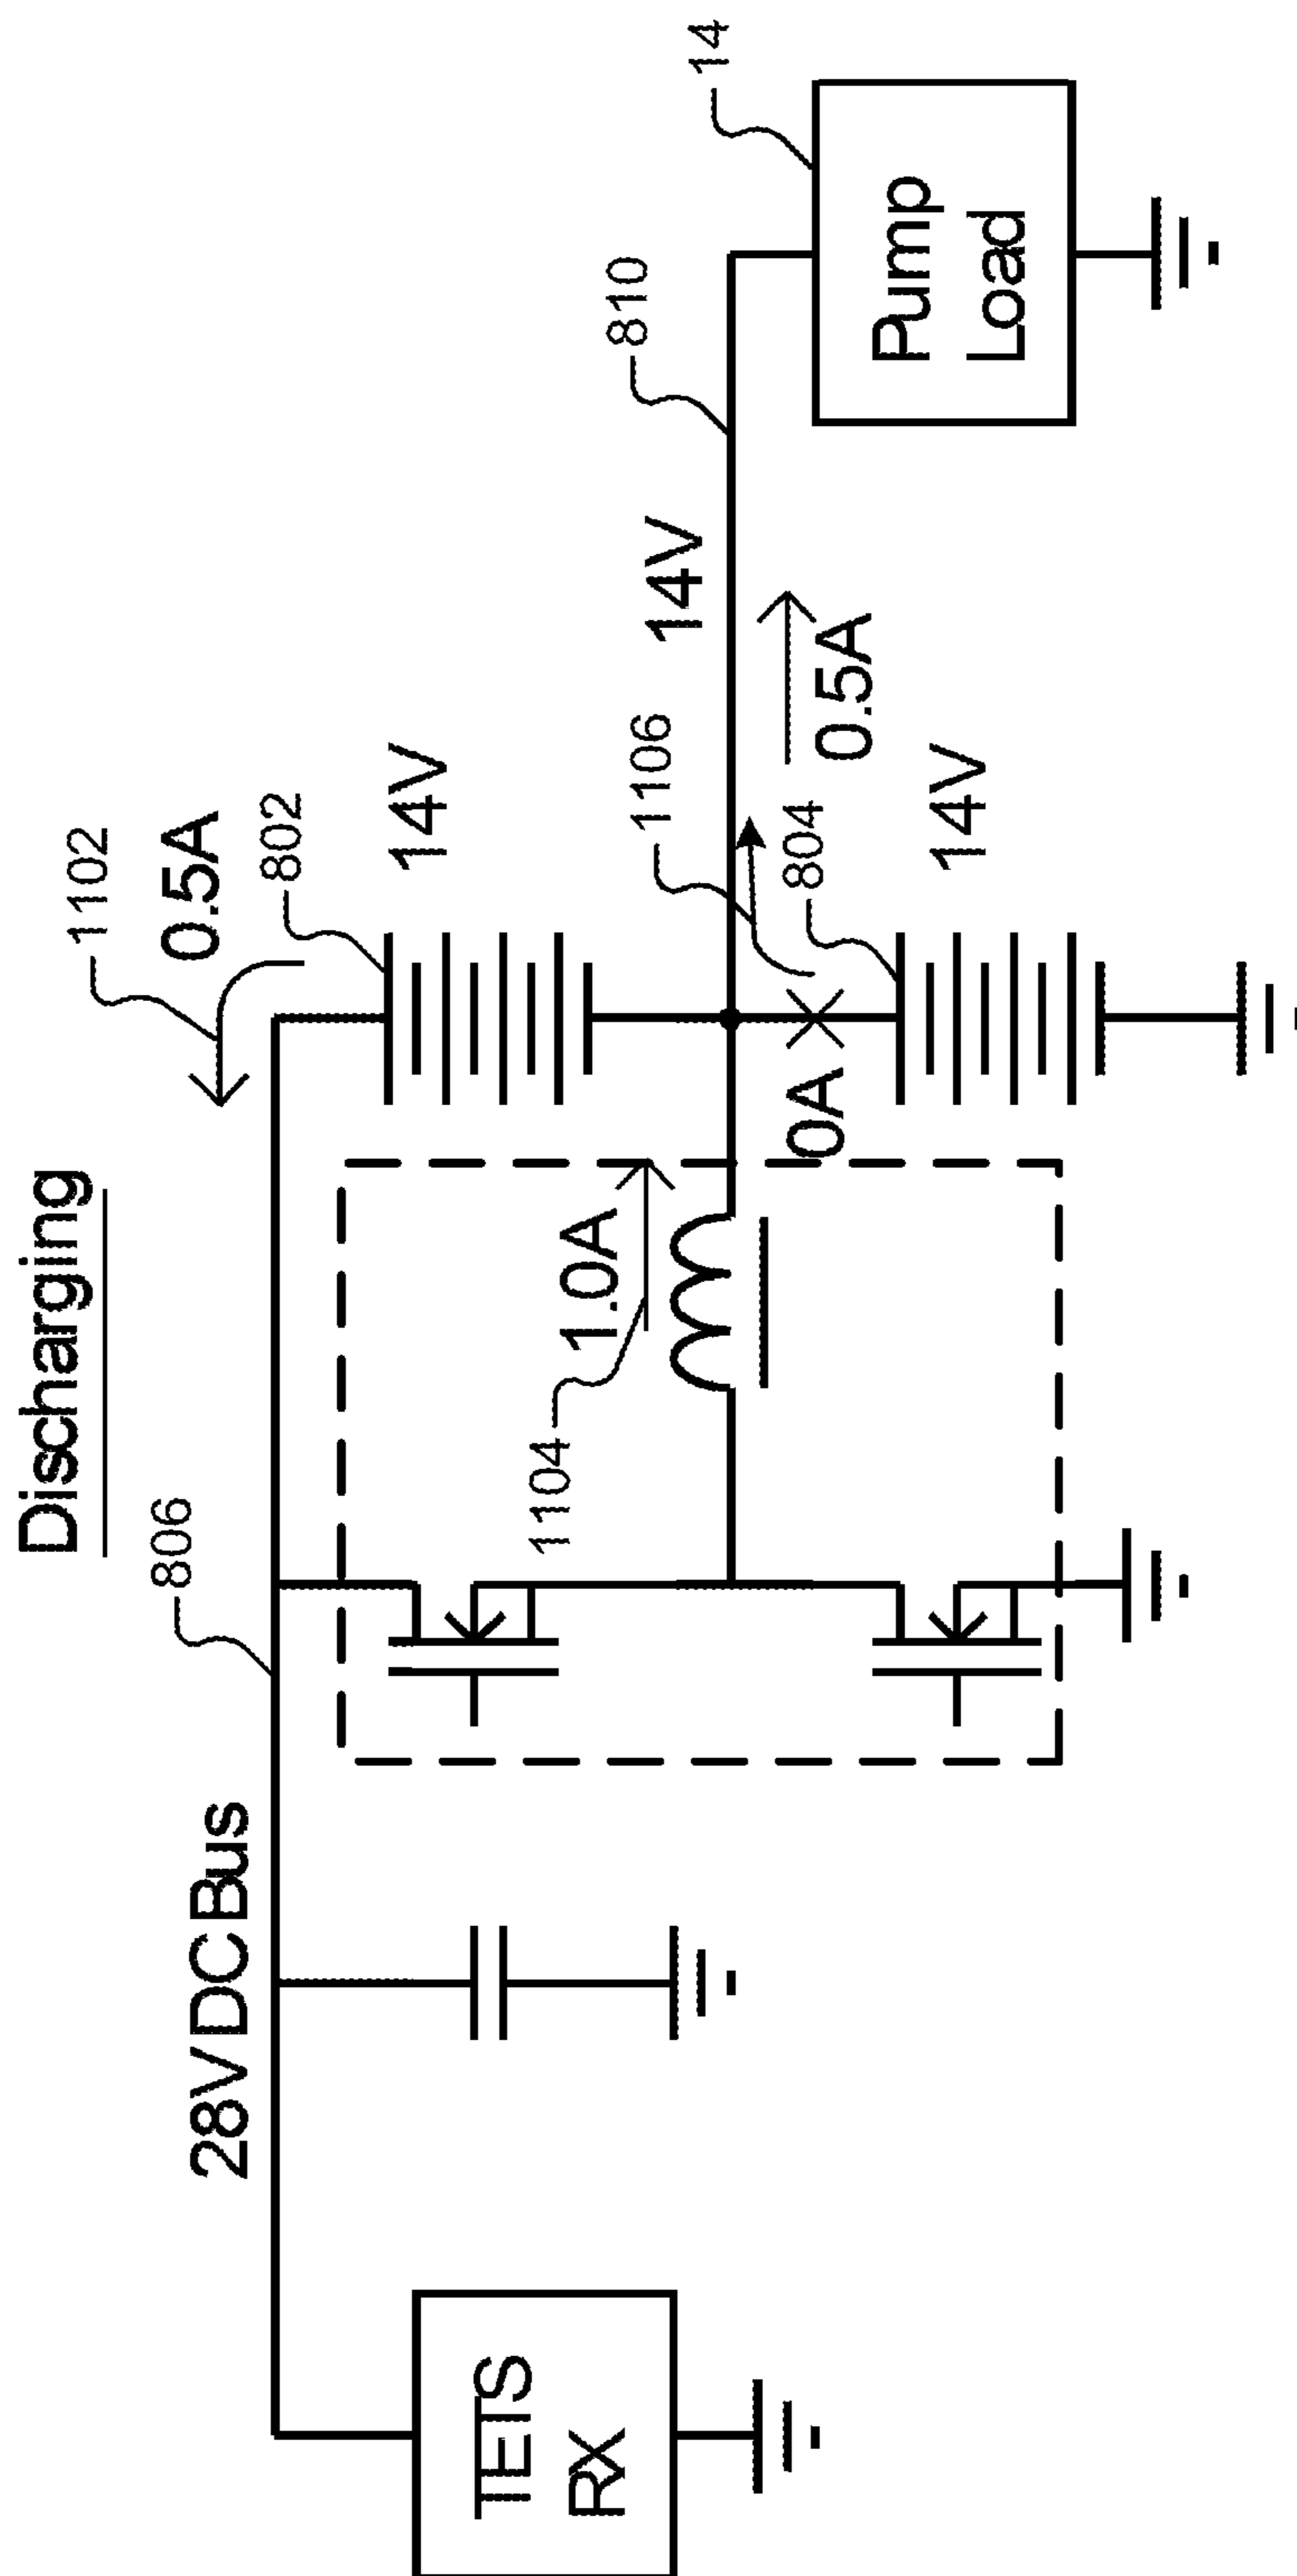 Discharging
1102
0.5A
806
28V DC Bus
802
14V
1104
1.0A
1106
14V
810
14
0A
804
0.5A
14V
TETS
RX
Pump
Load